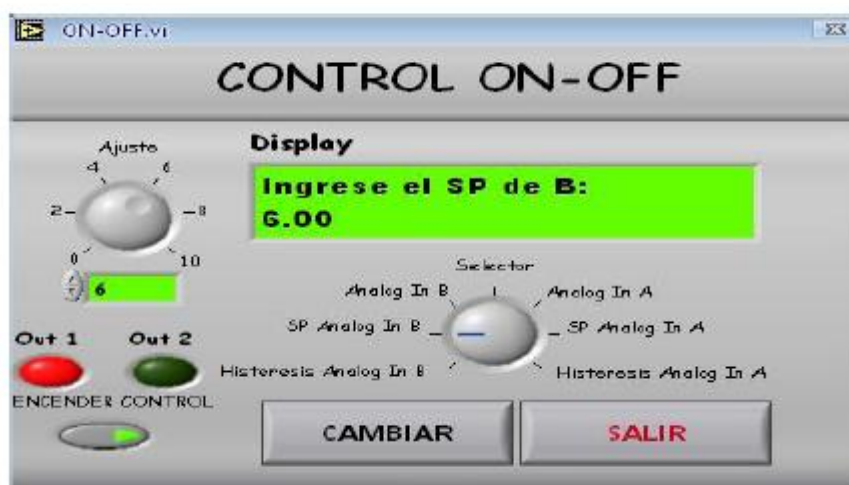 ON-OFF.vi
CONTROL ON-OFF
Ajuste
0 2 4 6 8 10
6
Display
Ingrese el SP de B:
6.00
Selector
Analog In B
Analog In A
SP Analog In B
SP Analog In A
Histeresis Analog In B
Histeresis Analog In A
Out 1 Out 2
ENCENDER CONTROL
CAMBIAR
SALIR